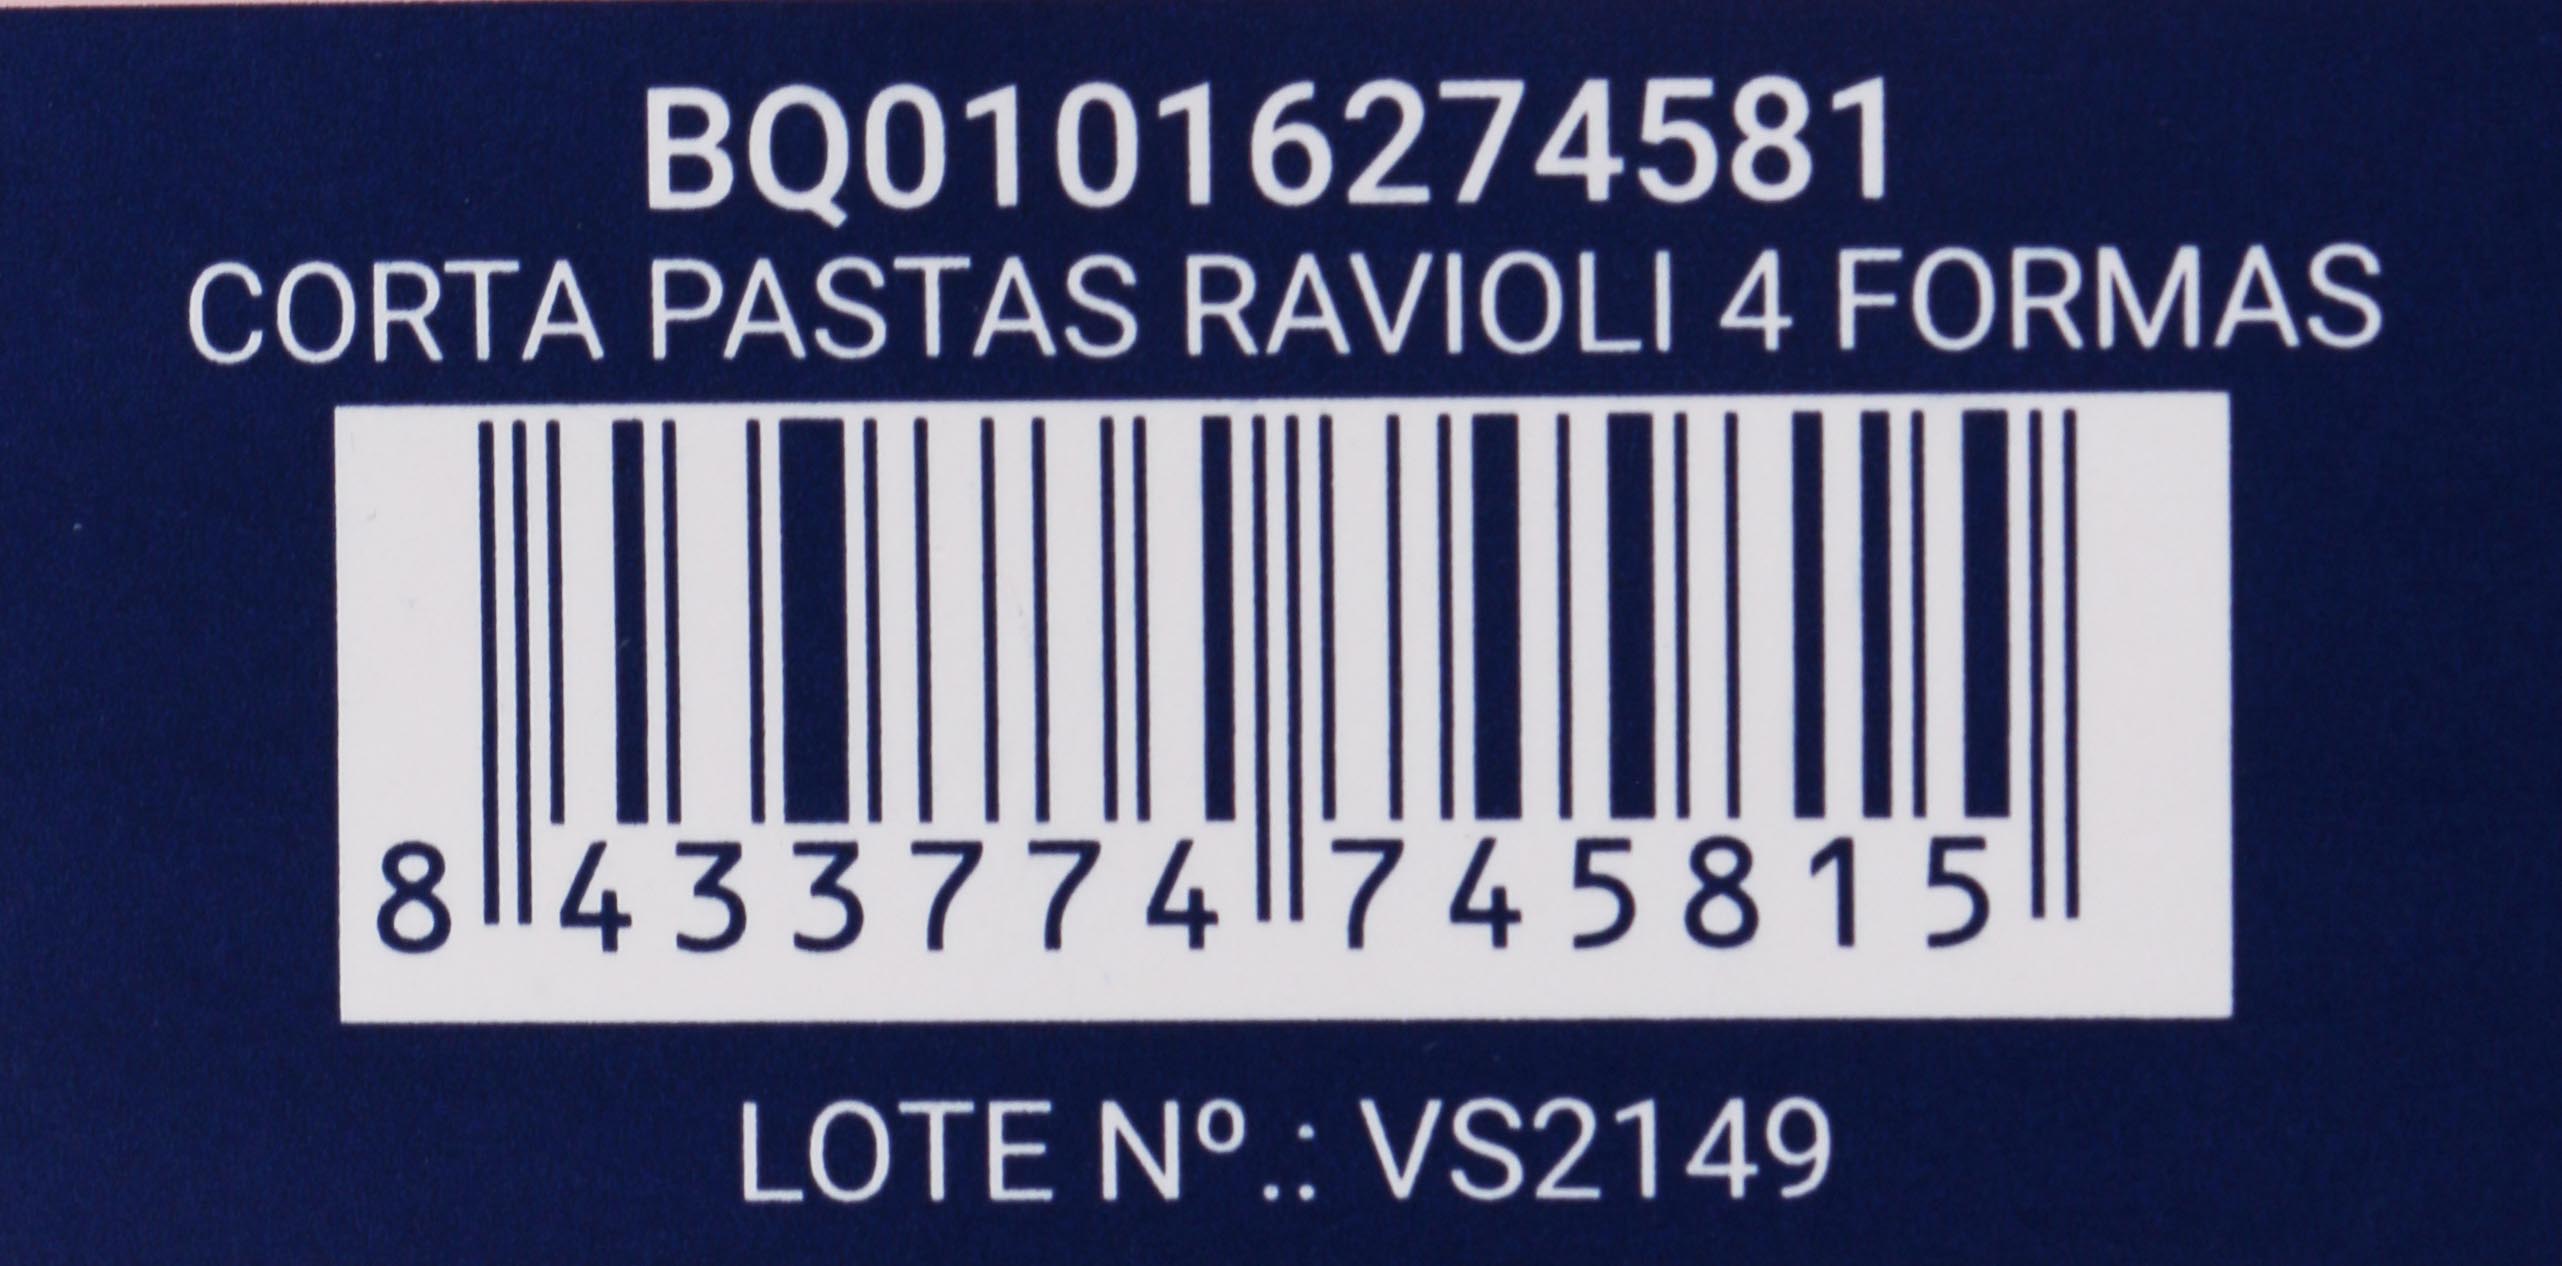 BQ01016274581
CORTA PASTAS RAVIOLI 4 FORMAS
8 433774 745815
LOTE Nº.: VS2149